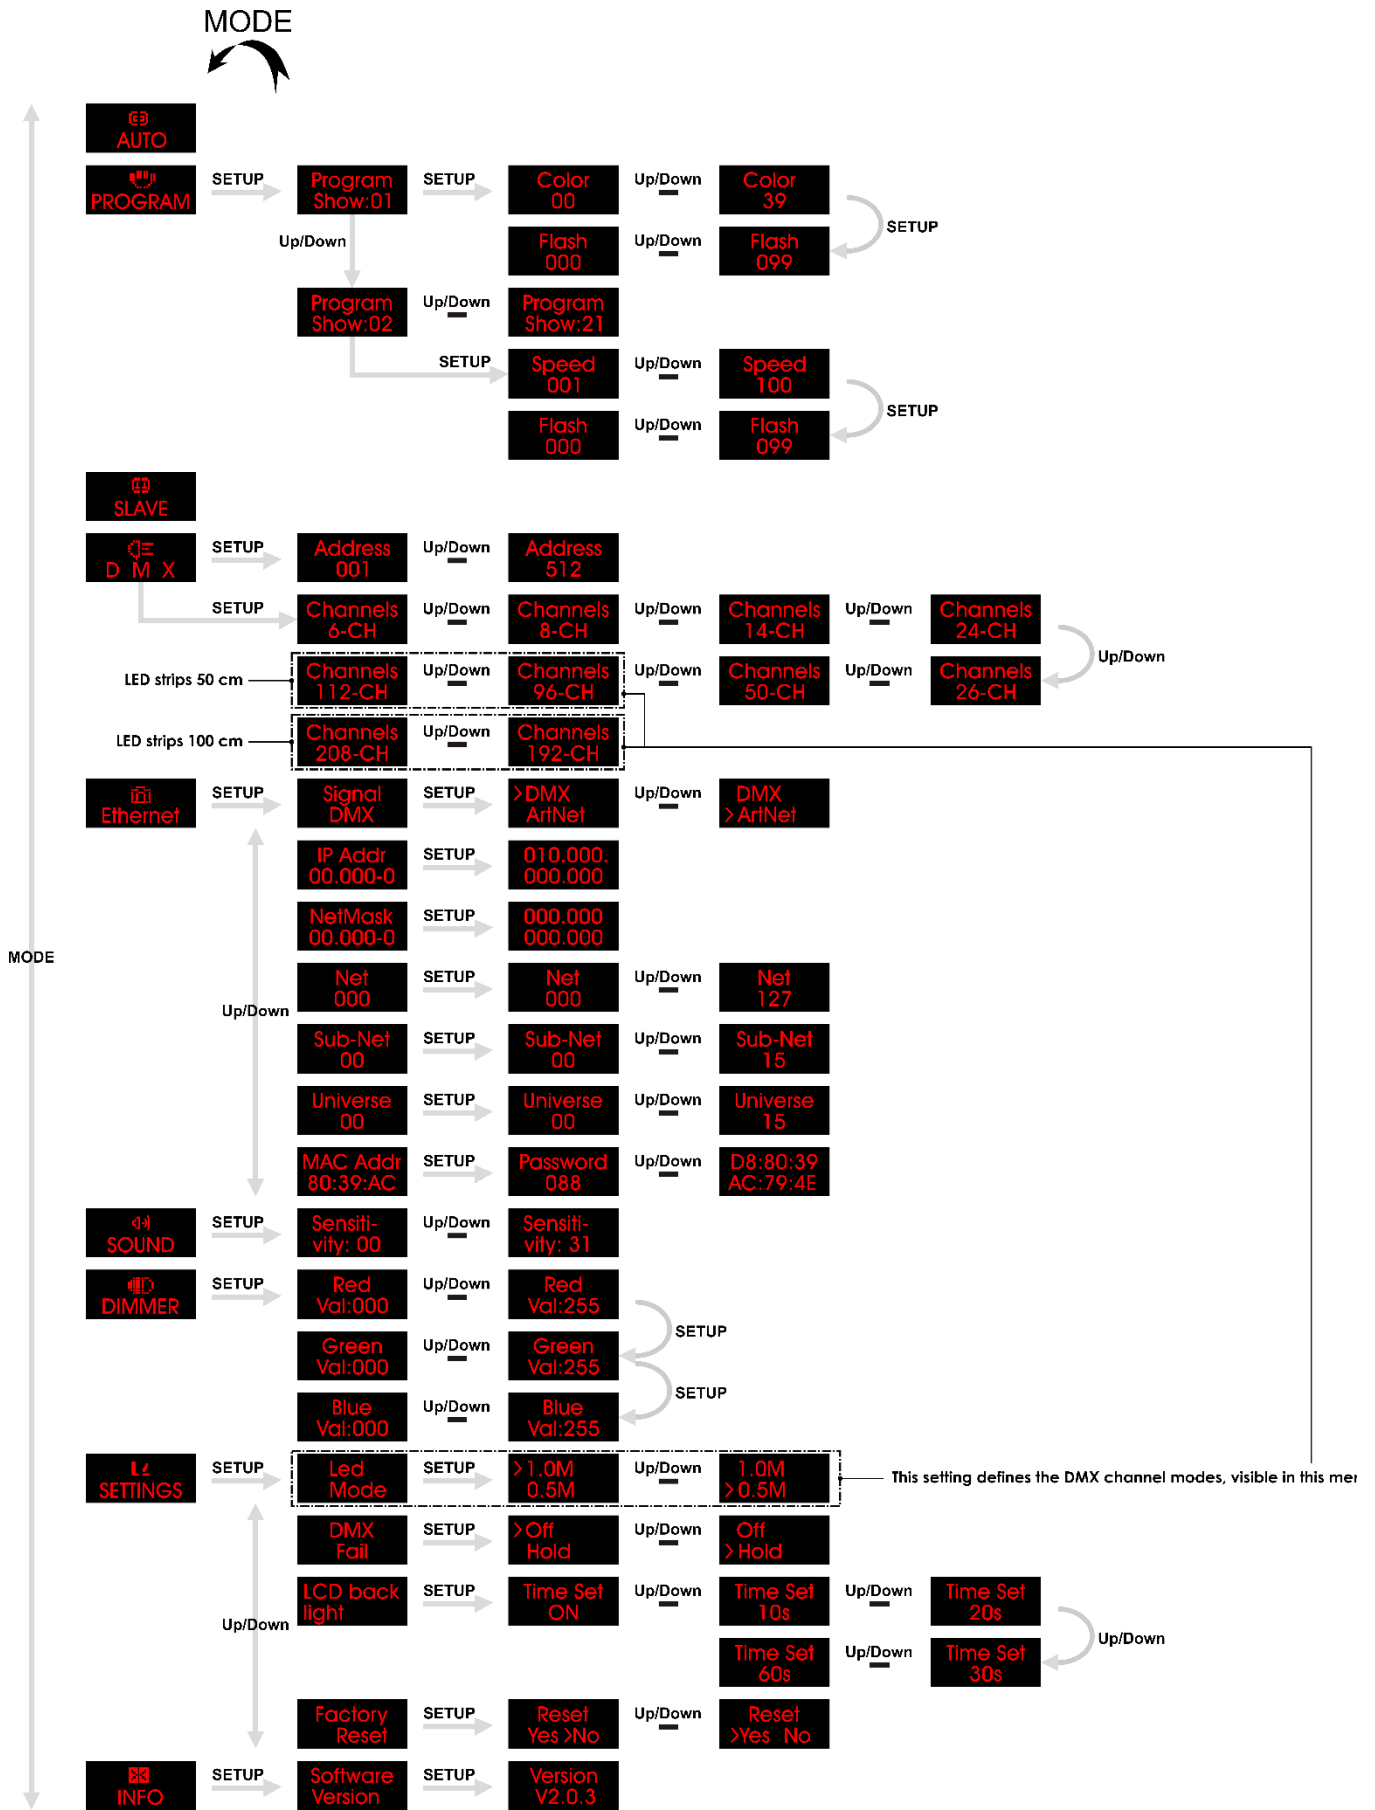 MODE
AUTO
PROGRAM
SETUP
Program
Show:01
SETUP
Color
00
Up/Down
Color
39
SETUP
Up/Down
Flash
000
Up/Down
Flash
099
Program
Show:02
Up/Down
Program
Show:21
SETUP
Speed
001
Up/Down
Speed
100
SETUP
Flash
000
Up/Down
Flash
099
SLAVE
D M X
SETUP
Address
001
Up/Down
Address
512
SETUP
Channels
6-CH
Up/Down
Channels
8-CH
Up/Down
Channels
14-CH
Up/Down
Channels
24-CH
Up/Down
LED strips 50 cm
Channels
112-CH
Up/Down
Channels
96-CH
Up/Down
Channels
50-CH
Up/Down
Channels
26-CH
LED strips 100 cm
Channels
208-CH
Up/Down
Channels
192-CH
Ethernet
SETUP
Signal
DMX
SETUP
>DMX
ArtNet
Up/Down
DMX
>ArtNet
IP Addr
00.000-0
SETUP
010.000.
000.000
NetMask
00.000-0
SETUP
000.000
000.000
MODE
Up/Down
Net
000
SETUP
Net
000
Up/Down
Net
127
Sub-Net
00
SETUP
Sub-Net
00
Up/Down
Sub-Net
15
Universe
00
SETUP
Universe
00
Up/Down
Universe
15
MAC Addr
80:39:AC
SETUP
Password
088
Up/Down
D8:80:39
AC:79:4E
SOUND
SETUP
Sensiti-
vity: 00
Up/Down
Sensiti-
vity: 31
DIMMER
SETUP
Red
Val:000
Up/Down
Red
Val:255
SETUP
Green
Val:000
Up/Down
Green
Val:255
SETUP
Blue
Val:000
Up/Down
Blue
Val:255
SETTINGS
SETUP
Led
Mode
SETUP
>1.0M
0.5M
Up/Down
1.0M
>0.5M
This setting defines the DMX channel modes, visible in this mer
DMX
Fail
SETUP
>Off
Hold
Up/Down
Off
>Hold
Up/Down
LCD back
light
SETUP
Time Set
ON
Up/Down
Time Set
10s
Up/Down
Time Set
20s
Up/Down
Time Set
60s
Up/Down
Time Set
30s
Factory
Reset
SETUP
Reset
Yes >No
Up/Down
Reset
>Yes No
INFO
SETUP
Software
Version
SETUP
Version
V2.0.3